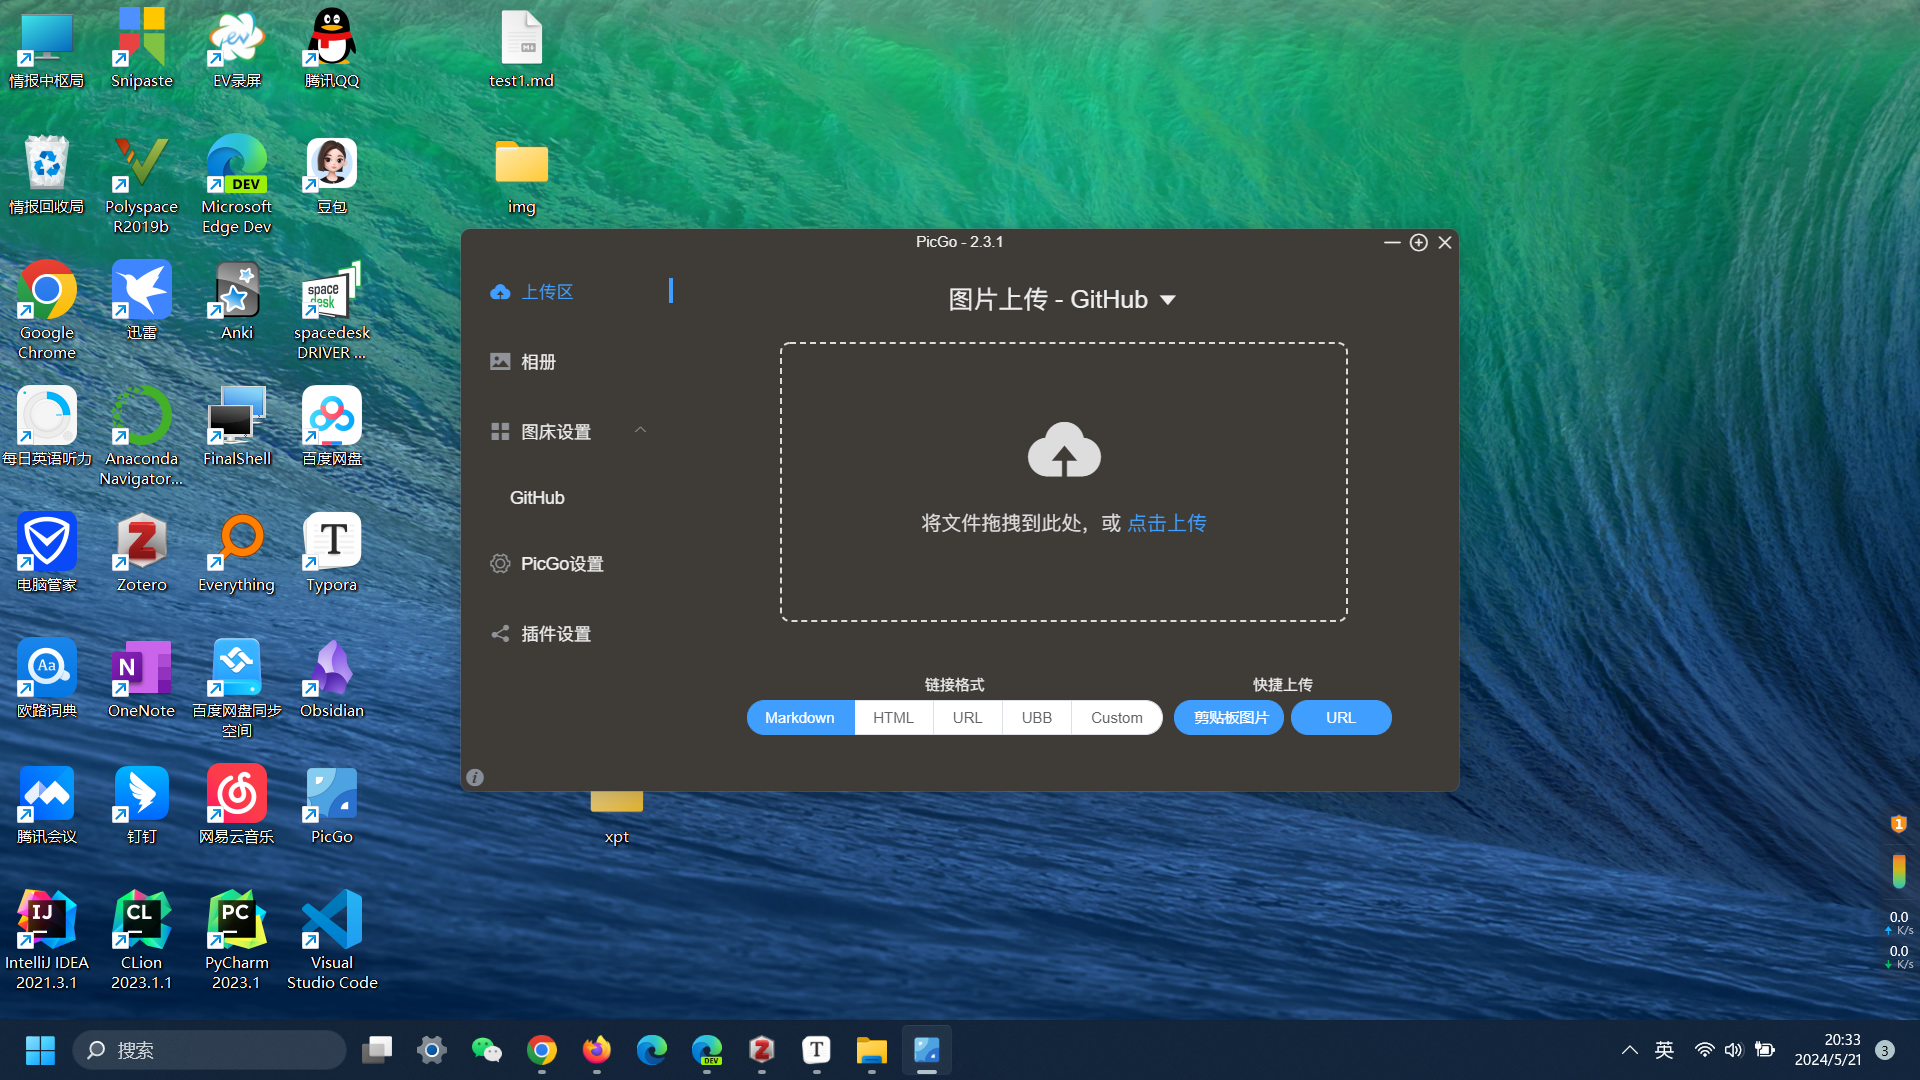 情报中枢局
Snipaste
EV录屏
腾讯QQ
test1.md
情报回收局
Polyspace
R2019b
DEV
Microsoft
Edge Dev
豆包
img
Google
Chrome
迅雷
Anki
space
desk
spacedesk
DRIVER ...
每日英语听力
Anaconda
Navigator...
FinalShell
百度网盘
电脑管家
Zotero
Everything
Typora
欧路词典
OneNote
百度网盘同步
空间
Obsidian
腾讯会议
钉钉
网易云音乐
PicGo
xpt
IntelliJ IDEA
2021.3.1
CLion
2023.1.1
PyCharm
2023.1
Visual
Studio Code
PicGo - 2.3.1
上传区
相册
图床设置
GitHub
PicGo设置
插件设置
图片上传 - GitHub
将文件拖拽到此处，或 点击上传
链接格式
快捷上传
Markdown
HTML
URL
UBB
Custom
剪贴板图片
URL
1
0.0
K/s
0.0
K/s
搜索
英
20:33
2024/5/21
3